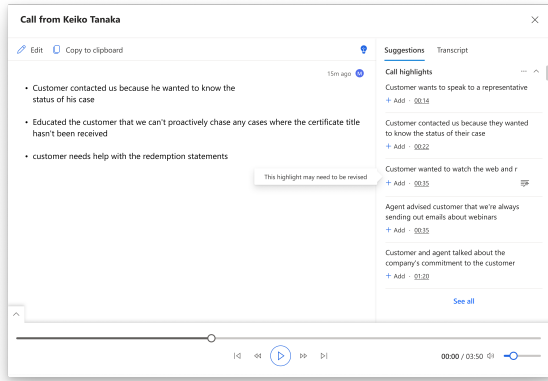 Call from Keiko Tanaka
Edit
Copy to clipboard
15m ago M
• Customer contacted us because he wanted to know the
status of his case
• Educated the customer that we can't proactively chase any cases where the certificate title
hasn't been received
• customer needs help with the redemption statements
Suggestions
Transcript
Call highlights
Customer wants to speak to a representative
+ Add · 00:14
Customer contacted us because they wanted
to know the status of their case
+ Add · 00:22
Customer wanted to watch the web and r
This highlight may need to be revised
+ Add · 00:35
Agent advised customer that we're always
sending out emails about webinars
+ Add · 00:35
Customer and agent talked about the
company's commitment to the customer
+ Add · 01:20
See all
00:00 / 03:50